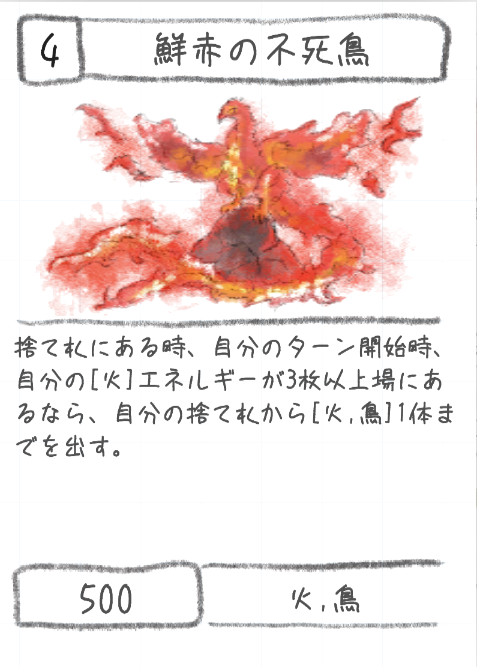 4
鮮赤の不死鳥
捨て札にある時、自分のターン開始時、
自分の[火]エネルギーが3枚以上場にあ
るなら、自分の捨て札から[火,鳥]1体ま
でを出す。
500
火,鳥